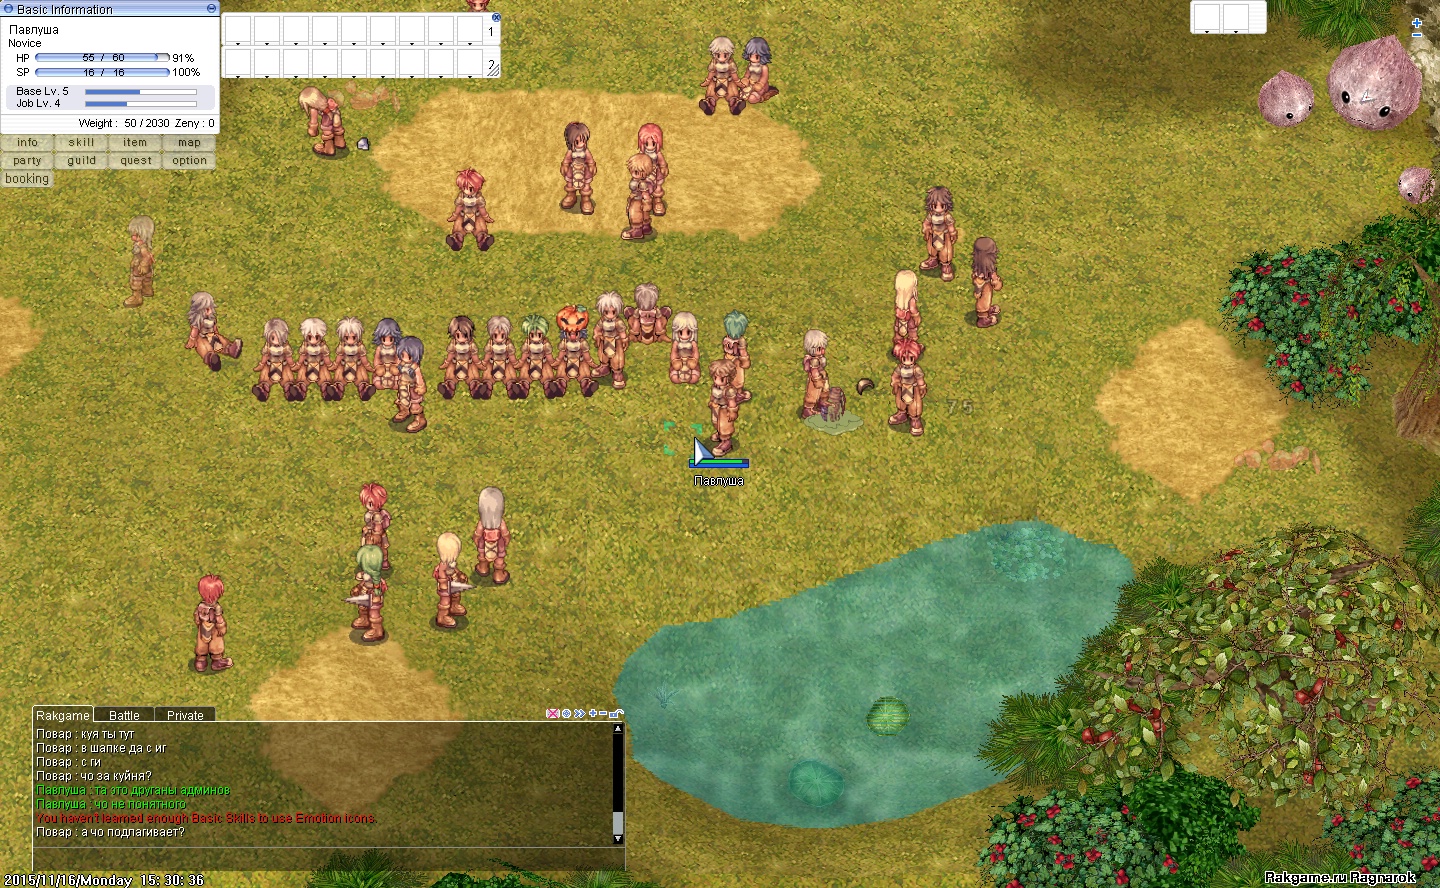 Basic Information
Павлуша
Novice
HP 55 / 60 91%
SP 16 / 16 100%
Base Lv. 5
Job Lv. 4
Weight : 50 / 2030 Zeny : 0
info skill item map
party guild quest option
booking
1
2
75
Павлуша
Rakgame Battle Private
Повар : куя ты тут
Повар : в шапке да с иг
Повар : с ги
Повар : чо за куйня?
Павлуша : та это друганы админов
Павлуша : чо не понятного
You haven't learned enough Basic Skills to use Emotion icons.
Повар : а чо подлагивает?
2015/11/16/Monday 15: 30: 36
Rakgame.ru Ragnarok